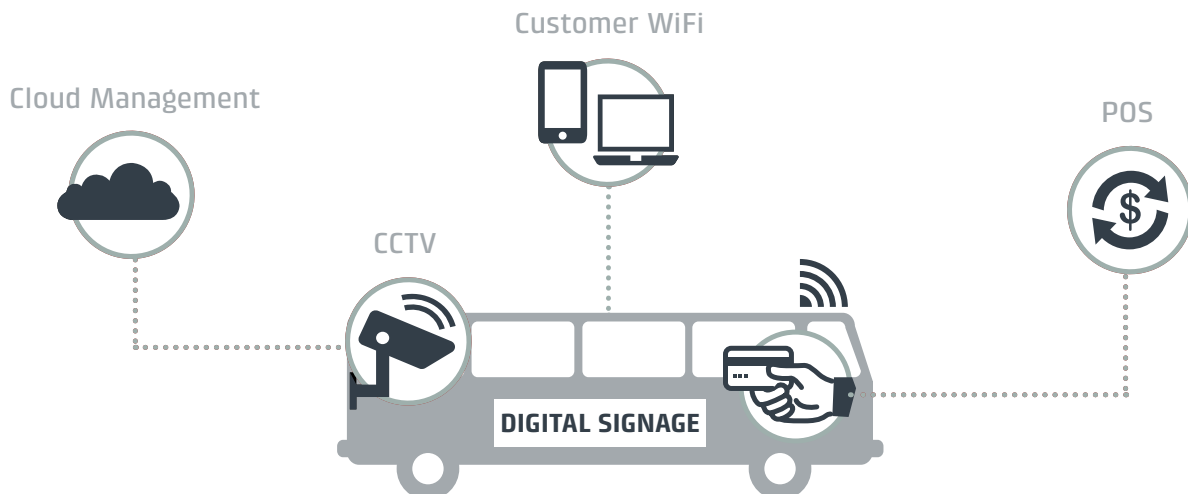 Customer WiFi
Cloud Management
POS
$
CCTV
DIGITAL SIGNAGE